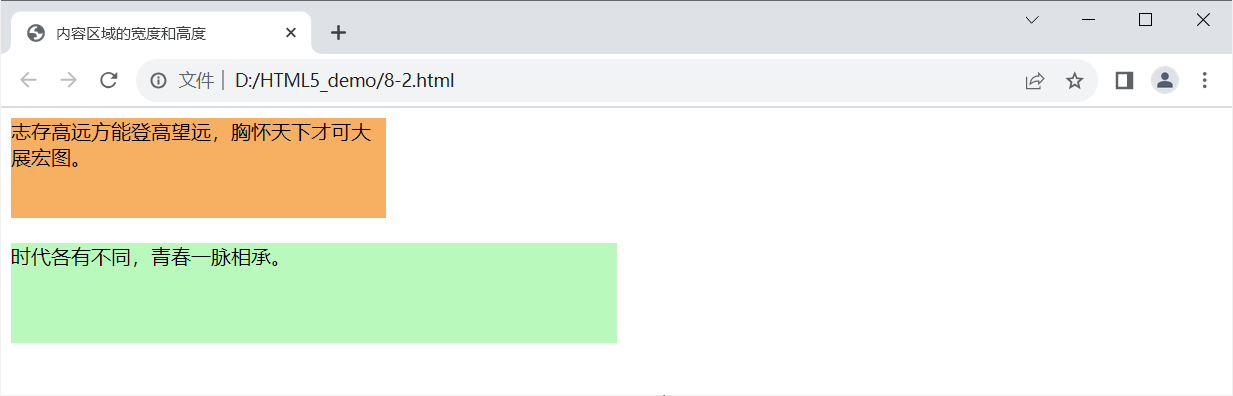 内容区域的宽度和高度
文件 | D:/HTML5_demo/8-2.html
志存高远方能登高望远，胸怀天下才可大
展宏图。
时代各有不同，青春一脉相承。